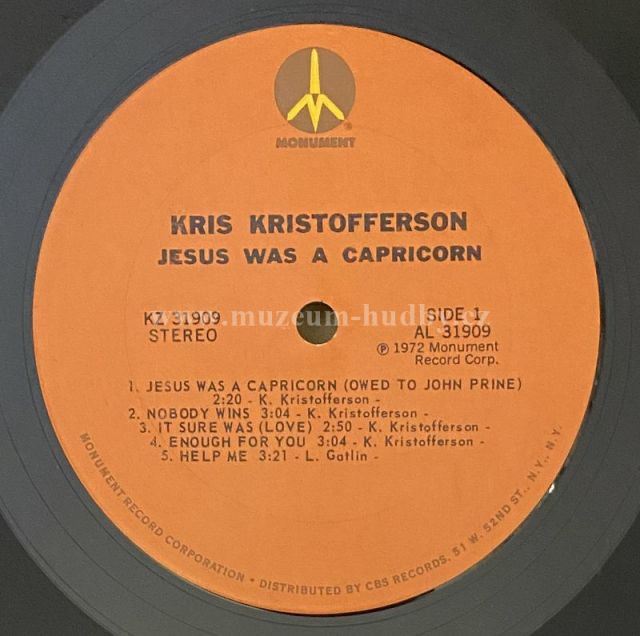 MONUMENT
®
KRIS KRISTOFFERSON
JESUS WAS A CAPRICORN
www.muzeum-hudby.cz
KZ 31909
STEREO
SIDE 1
AL 31909
℗ 1972 Monument
Record Corp.
1. JESUS WAS A CAPRICORN (OWED TO JOHN PRINE)
2:20 - K. Kristofferson -
2. NOBODY WINS 3:04 - K. Kristofferson -
3. IT SURE WAS (LOVE) 2:50 - K. Kristofferson -
4. ENOUGH FOR YOU 3:04 - K. Kristofferson -
5. HELP ME 3:21 - L. Gatlin -
MONUMENT RECORD CORPORATION • DISTRIBUTED BY CBS RECORDS, 51 W. 52ND ST., N.Y., N.Y.